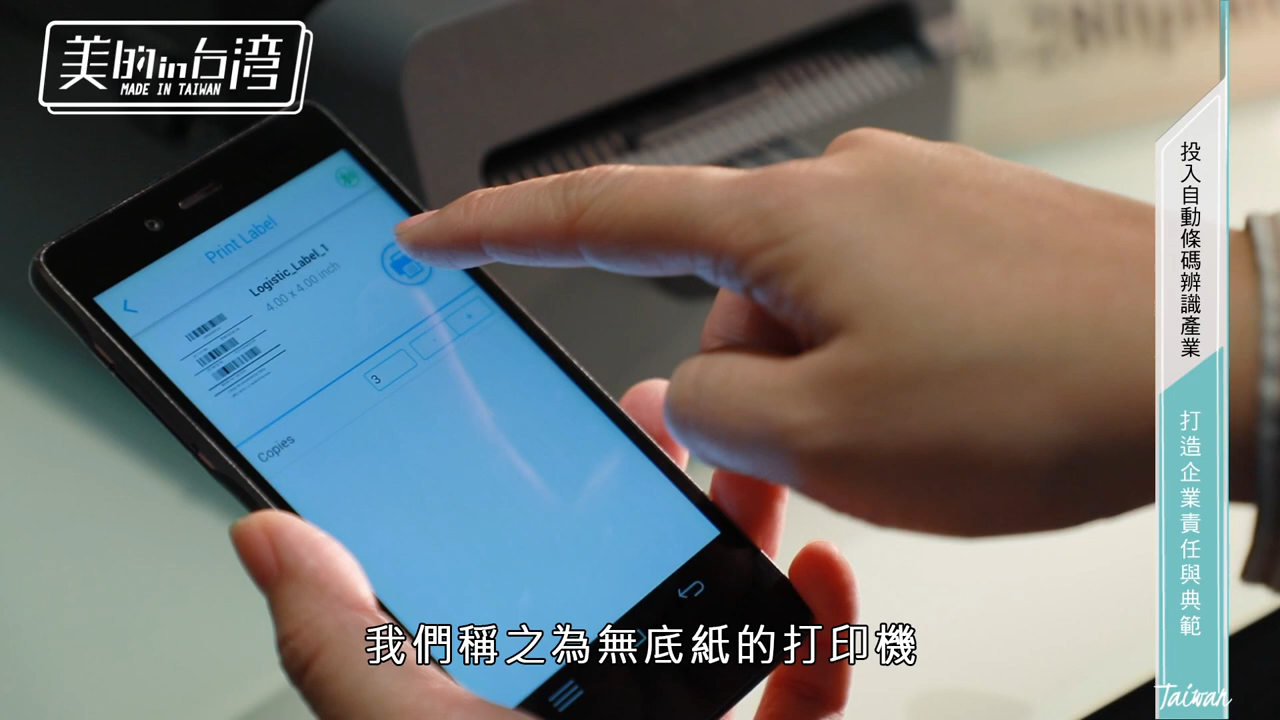 美的in台湾
MADE IN TAIWAN
Print Label
Logistic_Label_1
4.00 x 4.00 inch
3
Copies
投入自動條碼辨識產業
打造企業責任與典範
我們稱之為無底紙的打印機
Taiwan